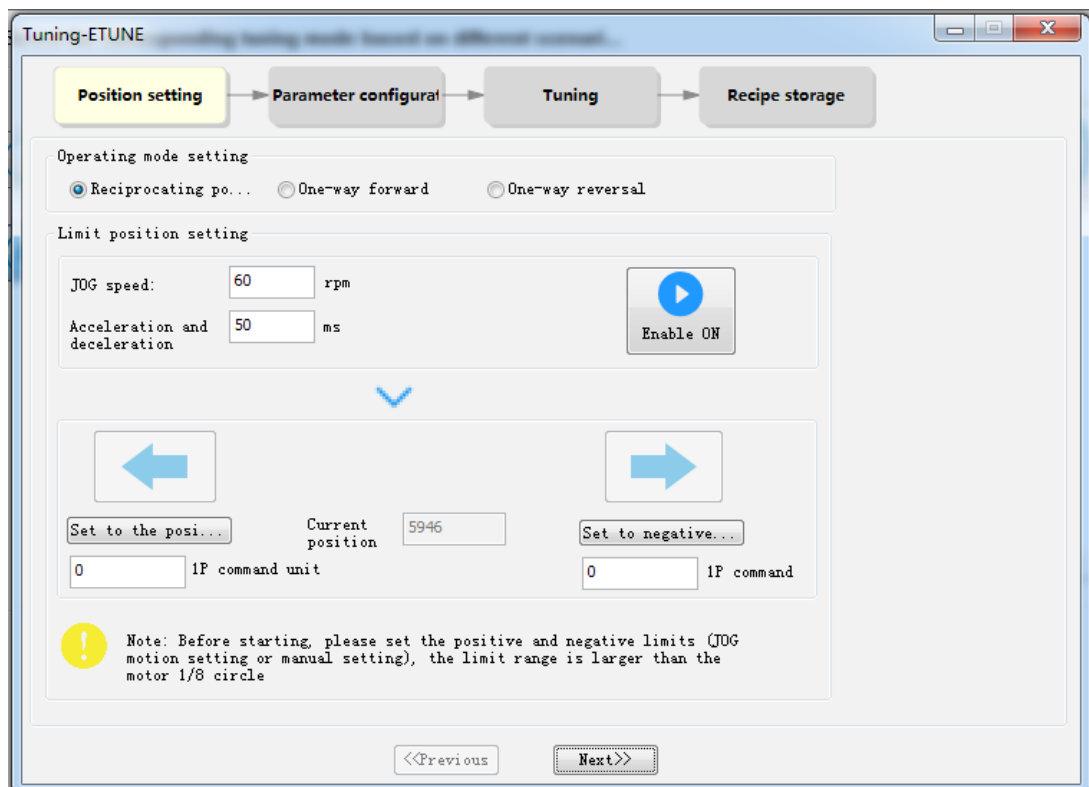 Tuning-ETUNE
Position setting
Parameter configurat
Tuning
Recipe storage
Operating mode setting
Reciprocating po...
One-way forward
One-way reversal
Limit position setting
JOG speed:
60
rpm
Acceleration and
deceleration
50
ms
Enable ON
Set to the posi...
Current
position
5946
Set to negative...
0
1P command unit
0
1P command
Note: Before starting, please set the positive and negative limits (JOG
motion setting or manual setting), the limit range is larger than the
motor 1/8 circle
<<Previous
Next>>